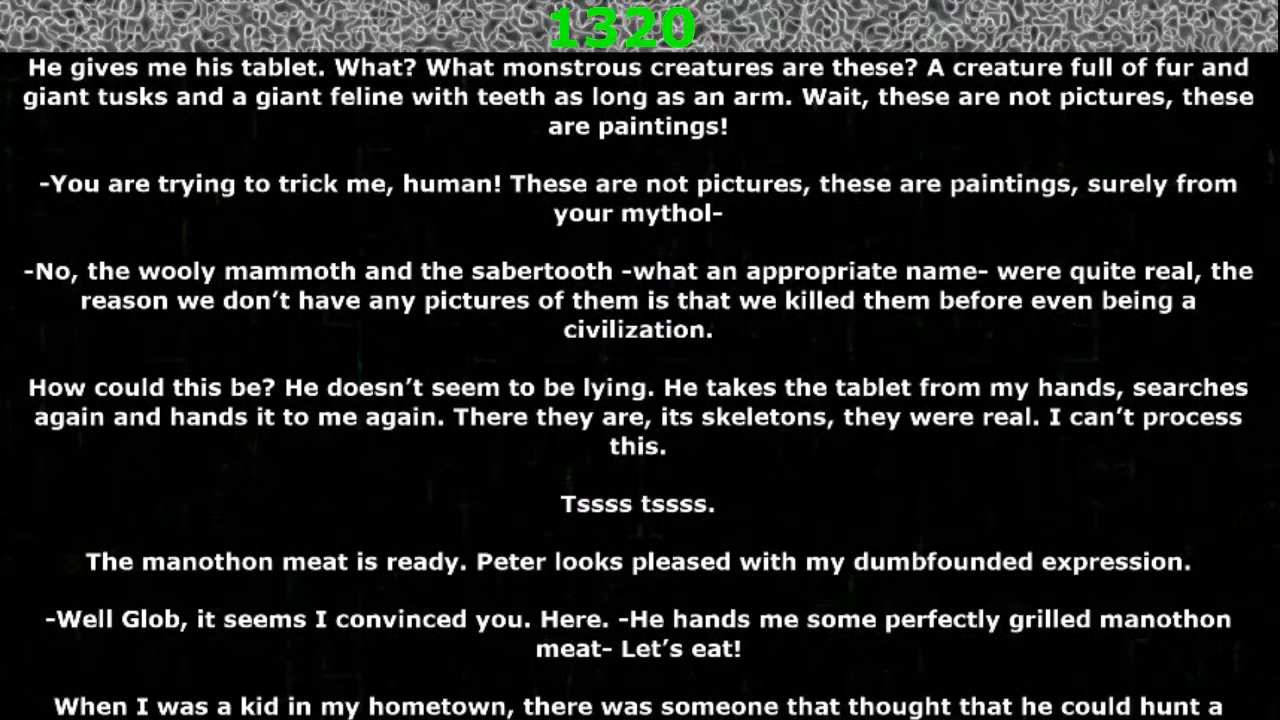 1320
He gives me his tablet. What? What monstrous creatures are these? A creature full of fur and
giant tusks and a giant feline with teeth as long as an arm. Wait, these are not pictures, these
are paintings!
-You are trying to trick me, human! These are not pictures, these are paintings, surely from
your mythol-
-No, the wooly mammoth and the sabertooth -what an appropriate name- were quite real, the
reason we don’t have any pictures of them is that we killed them before even being a
civilization.
How could this be? He doesn’t seem to be lying. He takes the tablet from my hands, searches
again and hands it to me again. There they are, its skeletons, they were real. I can’t process
this.
Tssss tssss.
The manothon meat is ready. Peter looks pleased with my dumbfounded expression.
-Well Glob, it seems I convinced you. Here. -He hands me some perfectly grilled manothon
meat- Let’s eat!
When I was a kid in my hometown, there was someone that thought that he could hunt a